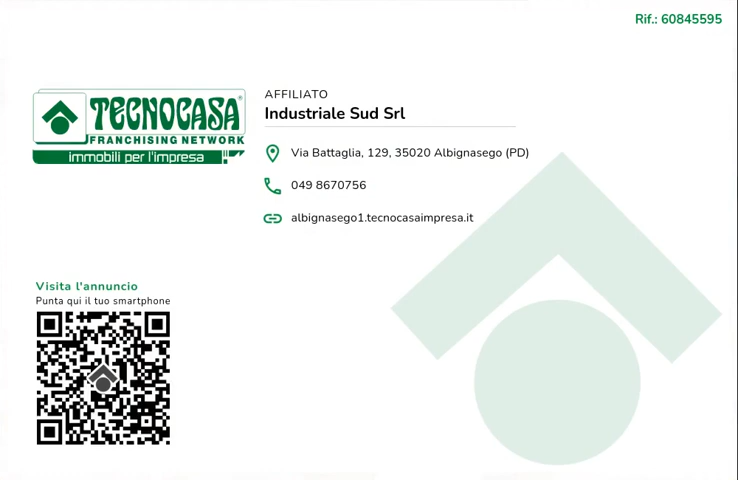 Rif.: 60845595
TECNOCASA®
FRANCHISING NETWORK
immobili per l'impresa
AFFILIATO
Industriale Sud Srl
Via Battaglia, 129, 35020 Albignasego (PD)
049 8670756
albignasego1.tecnocasaimpresa.it
Visita l'annuncio
Punta qui il tuo smartphone